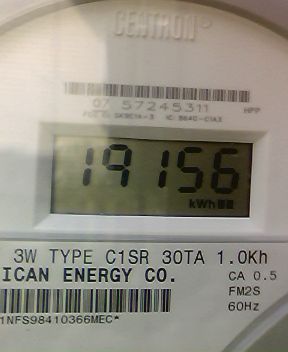 CENTRON®
07 57245311 HPP
19156
kWh
3W TYPE C1SR 30TA 1.0Kh
ICAN ENERGY CO.
CA 0.5
FM2S
60Hz
1NFS98410366MEC*